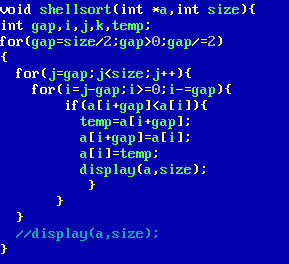 void shellsort(int *a,int size){
int gap,i,j,k,temp;
for(gap=size/2;gap>0;gap/=2)
{
for(j=gap;j<size;j++){
for(i=j-gap;i>=0;i-=gap){
if(a[i+gap]<a[i]){
temp=a[i+gap];
a[i+gap]=a[i];
a[i]=temp;
display(a,size);
}
}
}
//display(a,size);
}